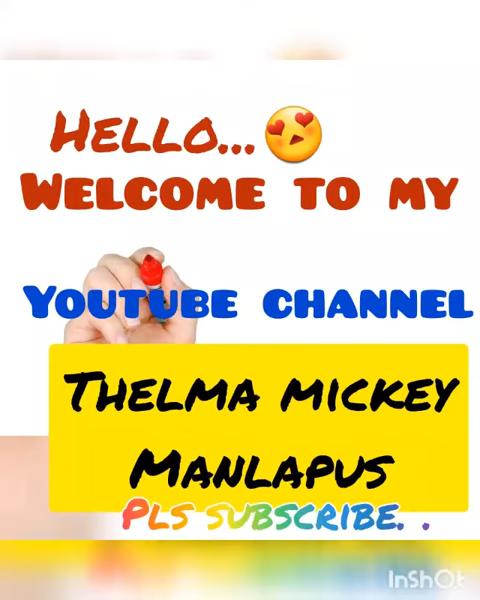 Hello...😍
Welcome to my
Youtube channel
Thelma mickey
Manlapus
Pls subscribe. .
InShOt